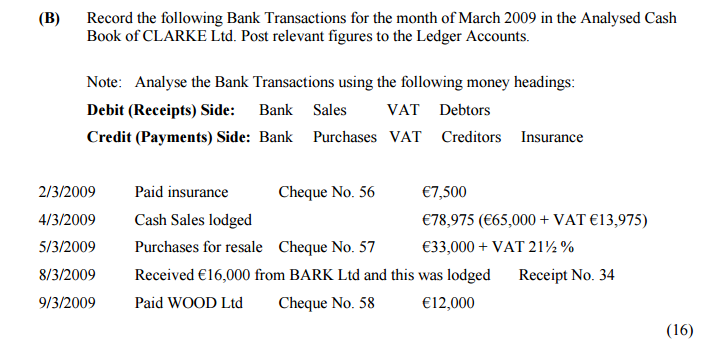 (B) Record the following Bank Transactions for the month of March 2009 in the Analysed Cash
Book of CLARKE Ltd. Post relevant figures to the Ledger Accounts.
Note: Analyse the Bank Transactions using the following money headings:
Debit (Receipts) Side: Bank Sales VAT Debtors
Credit (Payments) Side: Bank Purchases VAT Creditors Insurance
2/3/2009 Paid insurance Cheque No. 56 €7,500
4/3/2009 Cash Sales lodged €78,975 (€65,000 + VAT €13,975)
5/3/2009 Purchases for resale Cheque No. 57 €33,000 + VAT 21½ %
8/3/2009 Received €16,000 from BARK Ltd and this was lodged Receipt No. 34
9/3/2009 Paid WOOD Ltd Cheque No. 58 €12,000
(16)